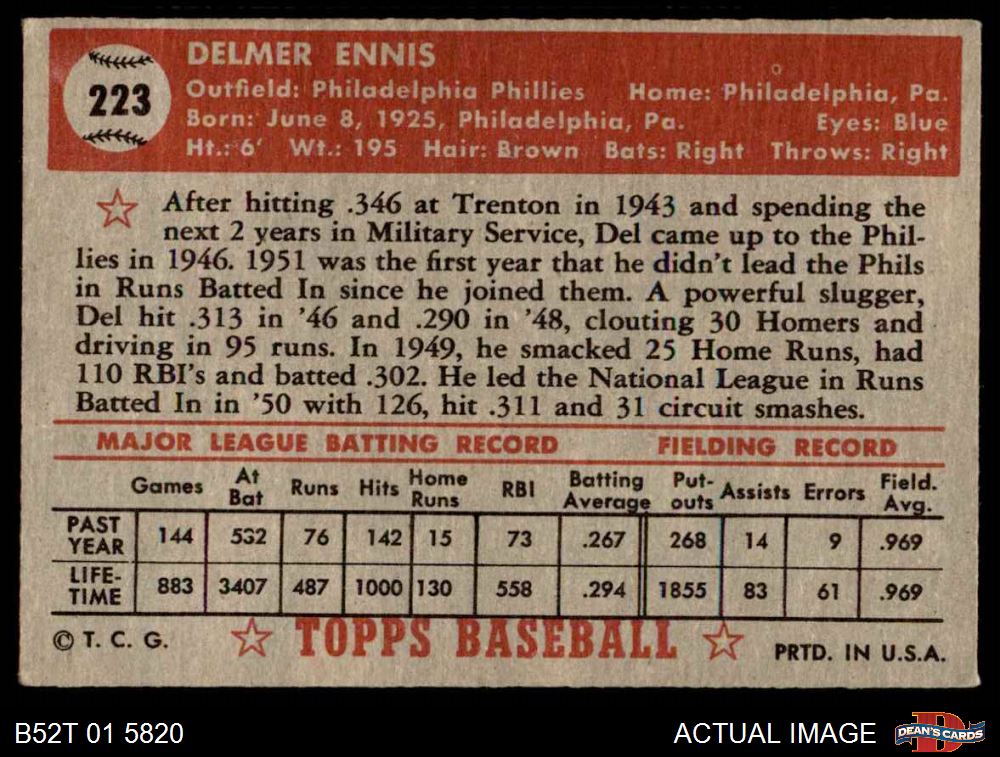 223
DELMER ENNIS
Outfield: Philadelphia Phillies Home: Philadelphia, Pa.
Born: June 8, 1925, Philadelphia, Pa. Eyes: Blue
Ht.: 6' Wt.: 195 Hair: Brown Bats: Right Throws: Right
After hitting .346 at Trenton in 1943 and spending the
next 2 years in Military Service, Del came up to the Phil-
lies in 1946. 1951 was the first year that he didn't lead the Phils
in Runs Batted In since he joined them. A powerful slugger,
Del hit .313 in '46 and .290 in '48, clouting 30 Homers and
driving in 95 runs. In 1949, he smacked 25 Home Runs, had
110 RBI's and batted .302. He led the National League in Runs
Batted In in '50 with 126, hit .311 and 31 circuit smashes.
MAJOR LEAGUE BATTING RECORD FIELDING RECORD
Games At Bat Runs Hits Home Runs RBI Batting Average Put-outs Assists Errors Field. Avg.
PAST YEAR 144 532 76 142 15 73 .267 268 14 9 .969
LIFE-TIME 883 3407 487 1000 130 558 .294 1855 83 61 .969
© T. C. G. TOPPS BASEBALL PRTD. IN U.S.A.
B52T 01 5820 ACTUAL IMAGE DEAN'S CARDS